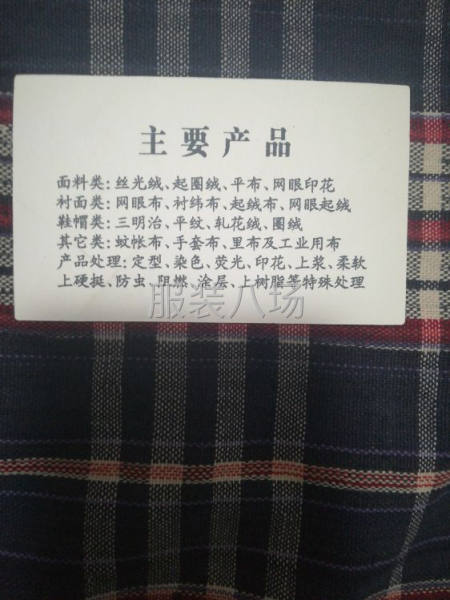 主要产品
面料类:丝光绒、起圈绒、平布、网眼印花
衬面类:网眼布、衬纬布、起绒布、网眼起绒
鞋帽类:三明治、平纹、轧花绒、圈绒
其它类:蚊帐布、手套布、里布及工业用布
产品处理:定型、染色、荧光、印花、上浆、柔软
上硬挺、防虫、阻燃、涂层、上树脂等特殊处理
服装八场